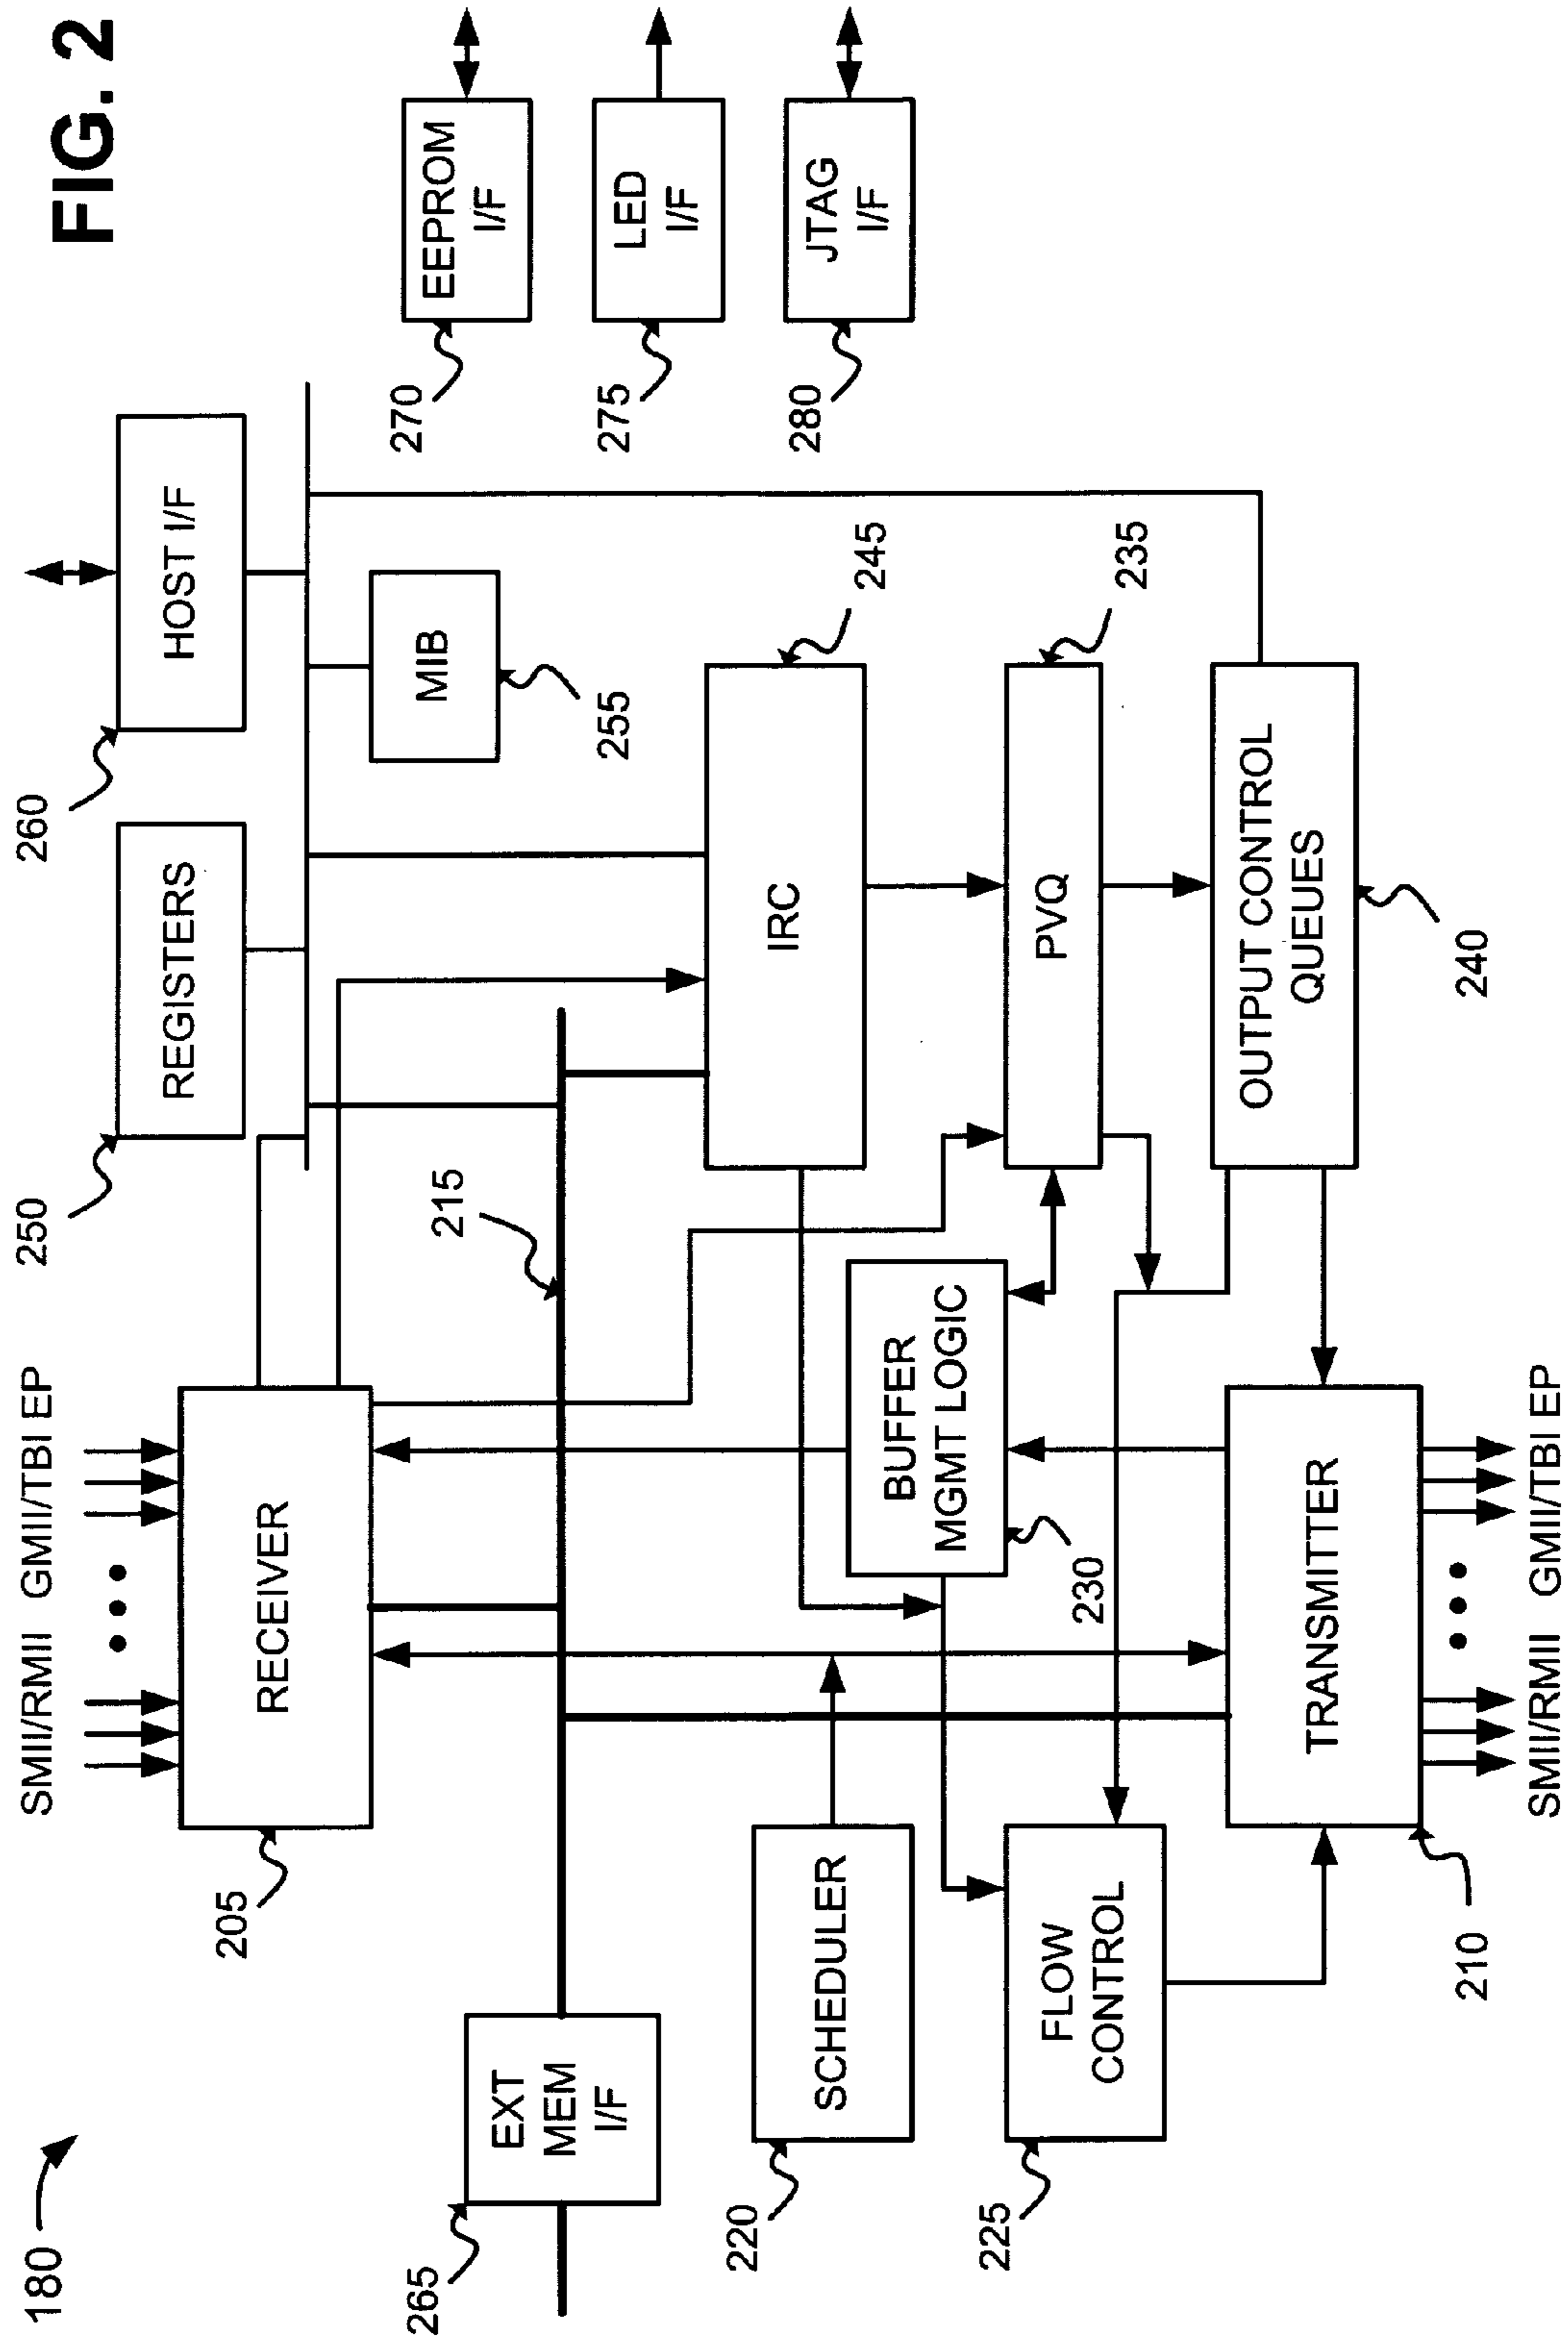 FIG. 2
180
SMII/RMII GMII/TBI EP
250
260
REGISTERS
HOST I/F
205
RECEIVER
MIB
255
265
EXT
MEM
I/F
215
270
EEPROM
I/F
275
LED
I/F
280
JTAG
I/F
220
SCHEDULER
BUFFER
MGMT LOGIC
230
IRC
245
225
FLOW
CONTROL
PVQ
235
210
TRANSMITTER
OUTPUT CONTROL
QUEUES
240
SMII/RMII GMII/TBI EP